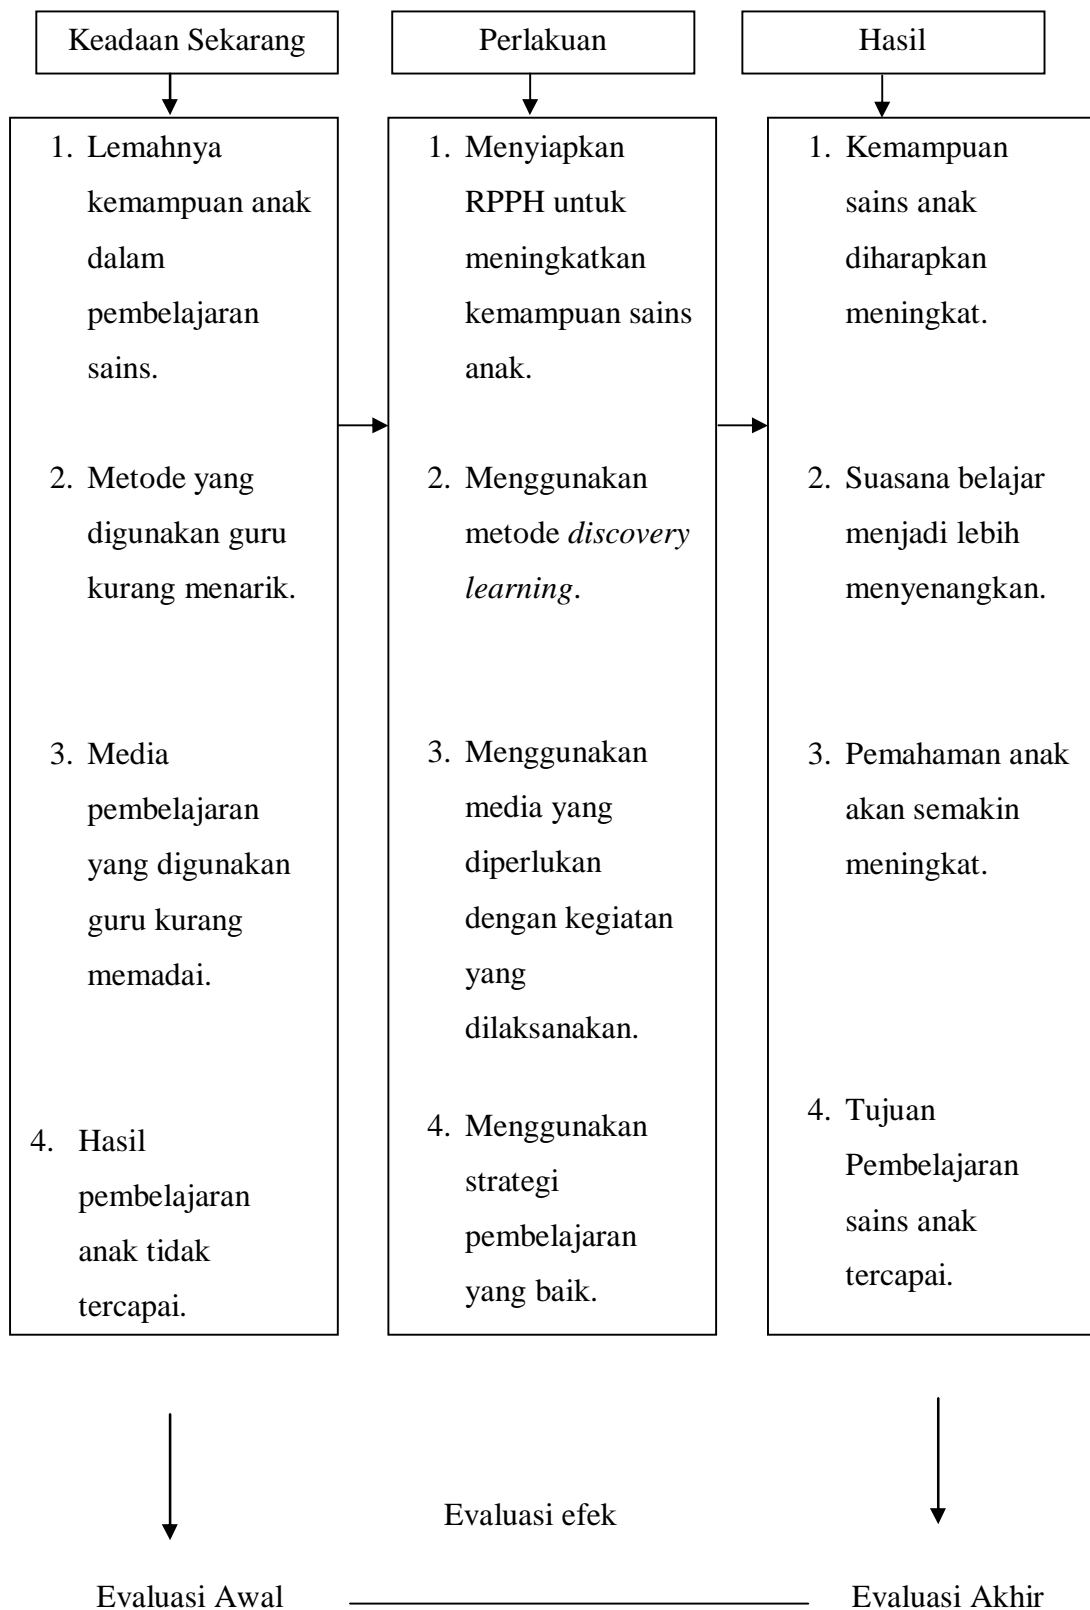 Keadaan Sekarang
Perlakuan
Hasil
1. Lemahnya
kemampuan anak
dalam
pembelajaran
sains.
2. Metode yang
digunakan guru
kurang menarik.
3. Media
pembelajaran
yang digunakan
guru kurang
memadai.
4. Hasil
pembelajaran
anak tidak
tercapai.
1. Menyiapkan
RPPH untuk
meningkatkan
kemampuan sains
anak.
2. Menggunakan
metode discovery
learning.
3. Menggunakan
media yang
diperlukan
dengan kegiatan
yang
dilaksanakan.
4. Menggunakan
strategi
pembelajaran
yang baik.
1. Kemampuan
sains anak
diharapkan
meningkat.
2. Suasana belajar
menjadi lebih
menyenangkan.
3. Pemahaman anak
akan semakin
meningkat.
4. Tujuan
Pembelajaran
sains anak
tercapai.
Evaluasi efek
Evaluasi Awal
Evaluasi Akhir